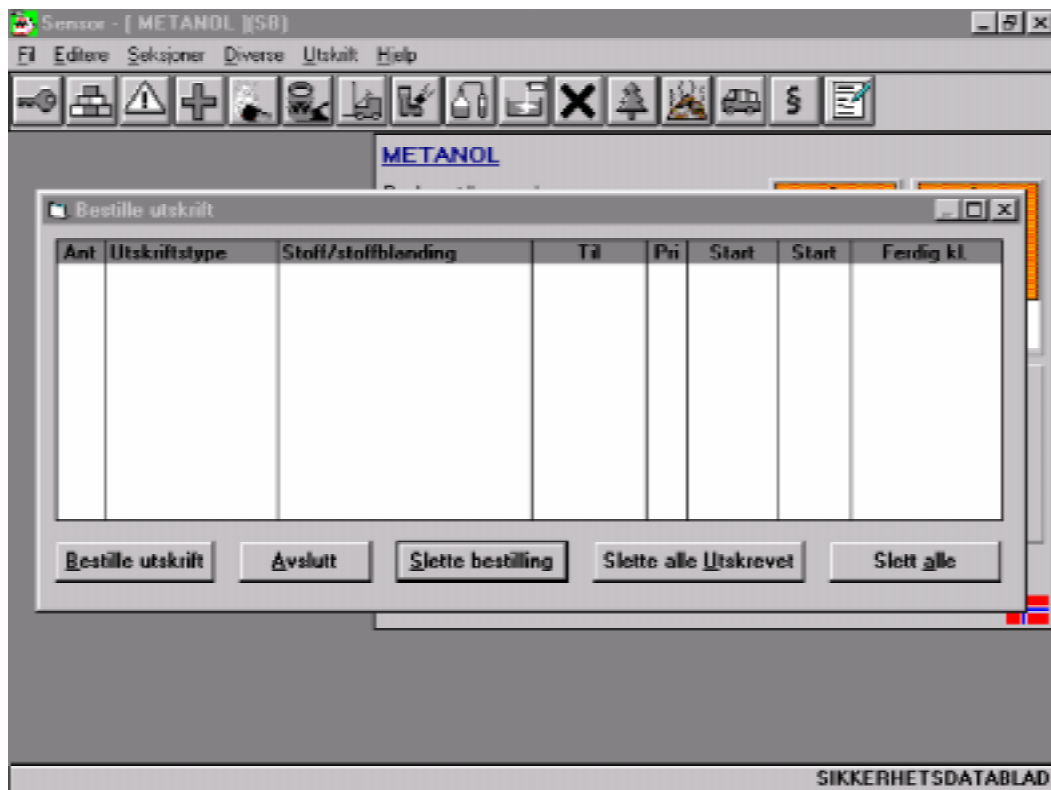 Sensor - [ METANOL ](SB)
Fil Editere Seksjoner Diverse Utskrift Hjelp
§
METANOL
Bestille utskrift
Ant Utskriftstype Stoff/stoffblanding Til Pri Start Start Ferdig kl.
Bestille utskrift Avslutt Slette bestilling Slette alle Utskrevet Slett alle
SIKKERHETSDATABLAD